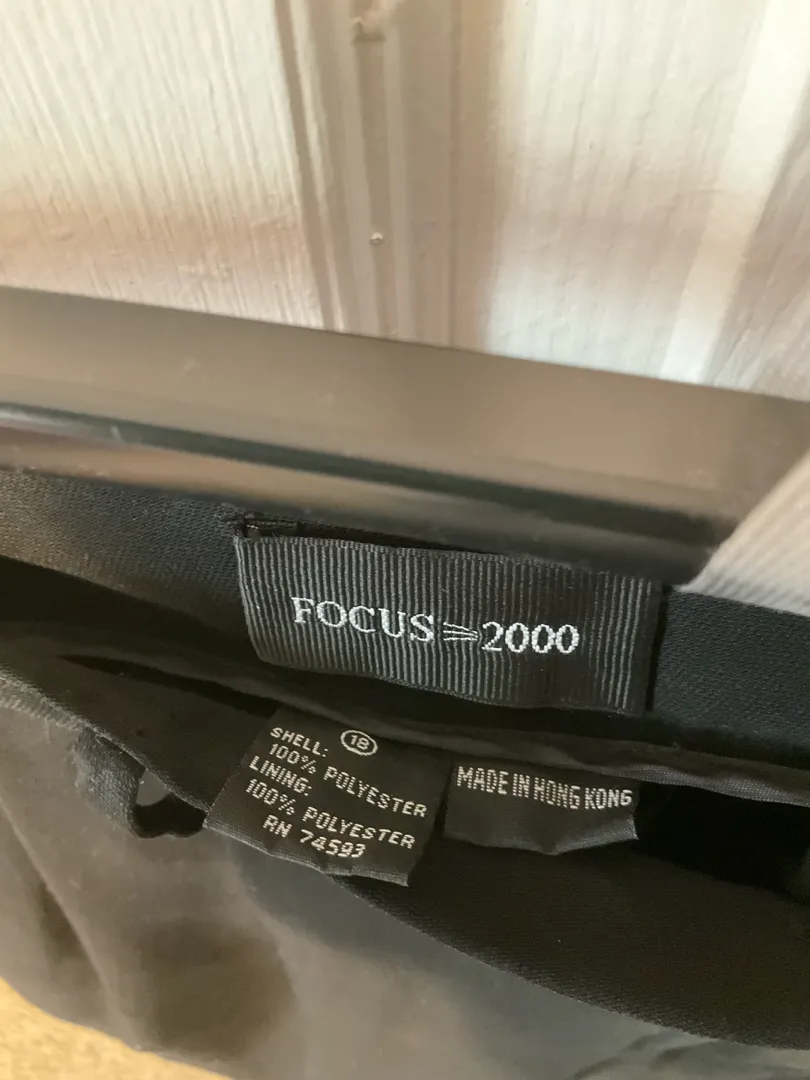 FOCUS 2000
18
SHELL:
100% POLYESTER
LINING:
100% POLYESTER
RN 74593
MADE IN HONG KONG